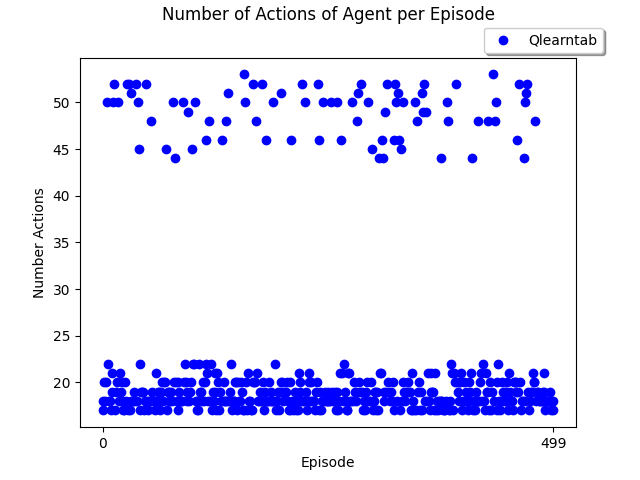 Number of Actions of Agent per Episode
Qlearntab
50
45
40
35
30
25
20
Number Actions
0
499
Episode